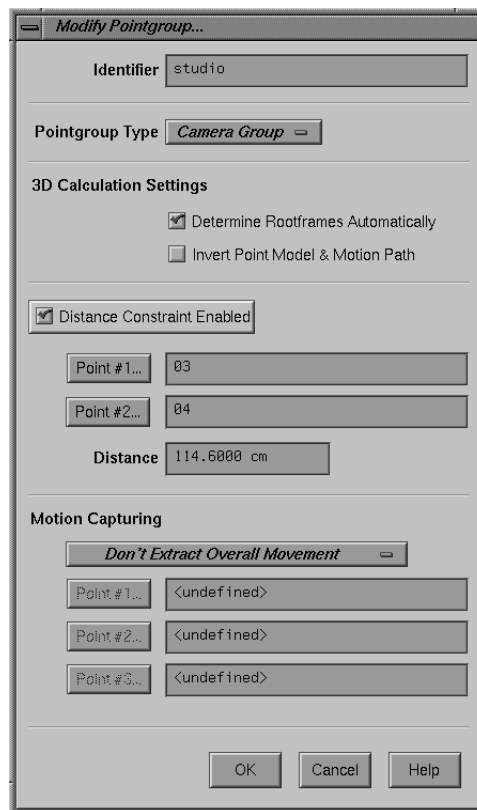 Modify Pointgroup...
Identifier studio
Pointgroup Type Camera Group
3D Calculation Settings
Determine Rootframes Automatically
Invert Point Model & Motion Path
Distance Constraint Enabled
Point #1... 03
Point #2... 04
Distance 114.6000 cm
Motion Capturing
Don't Extract Overall Movement
Point #1... <undefined>
Point #2... <undefined>
Point #3... <undefined>
OK Cancel Help